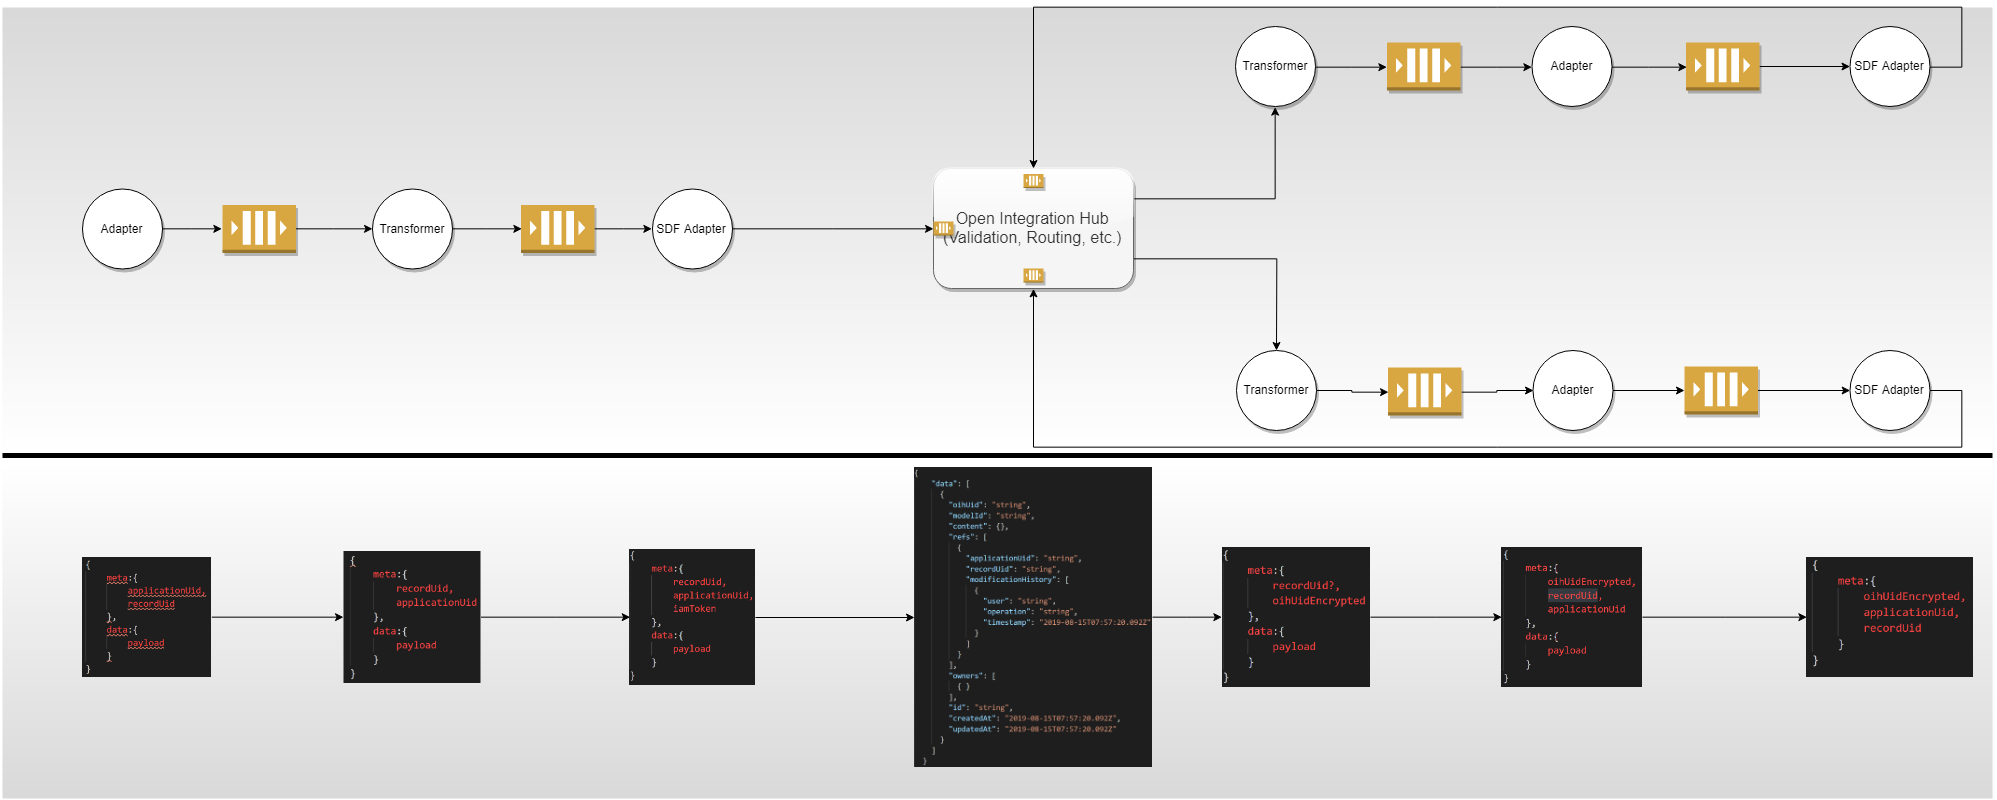 Transformer
Adapter
SDF Adapter
Adapter
Transformer
SDF Adapter
Open Integration Hub
(Validation, Routing, etc.)
Transformer
Adapter
SDF Adapter
{
meta:{
applicationUid,
recordUid
},
data:{
payload
}
}
{
meta:{
recordUid,
applicationUid
},
data:{
payload
}
}
{
meta:{
recordUid,
applicationUid,
iamToken
},
data:{
payload
}
}
{
"data": [
{
"oihUid": "string",
"modelId": "string",
"content": {},
"refs": [
{
"applicationUid": "string",
"recordUid": "string",
"modificationHistory": [
{
"user": "string",
"operation": "string",
"timestamp": "2019-08-15T07:57:20.092Z"
}
]
}
],
"owners": [
{ }
],
"id": "string",
"createdAt": "2019-08-15T07:57:20.092Z",
"updatedAt": "2019-08-15T07:57:20.092Z"
}
]
}
{
meta:{
recordUid?,
oihUidEncrypted
},
data:{
payload
}
}
{
meta:{
oihUidEncrypted,
recordUid,
applicationUid
},
data:{
payload
}
}
{
meta:{
oihUidEncrypted,
applicationUid,
recordUid
}
}